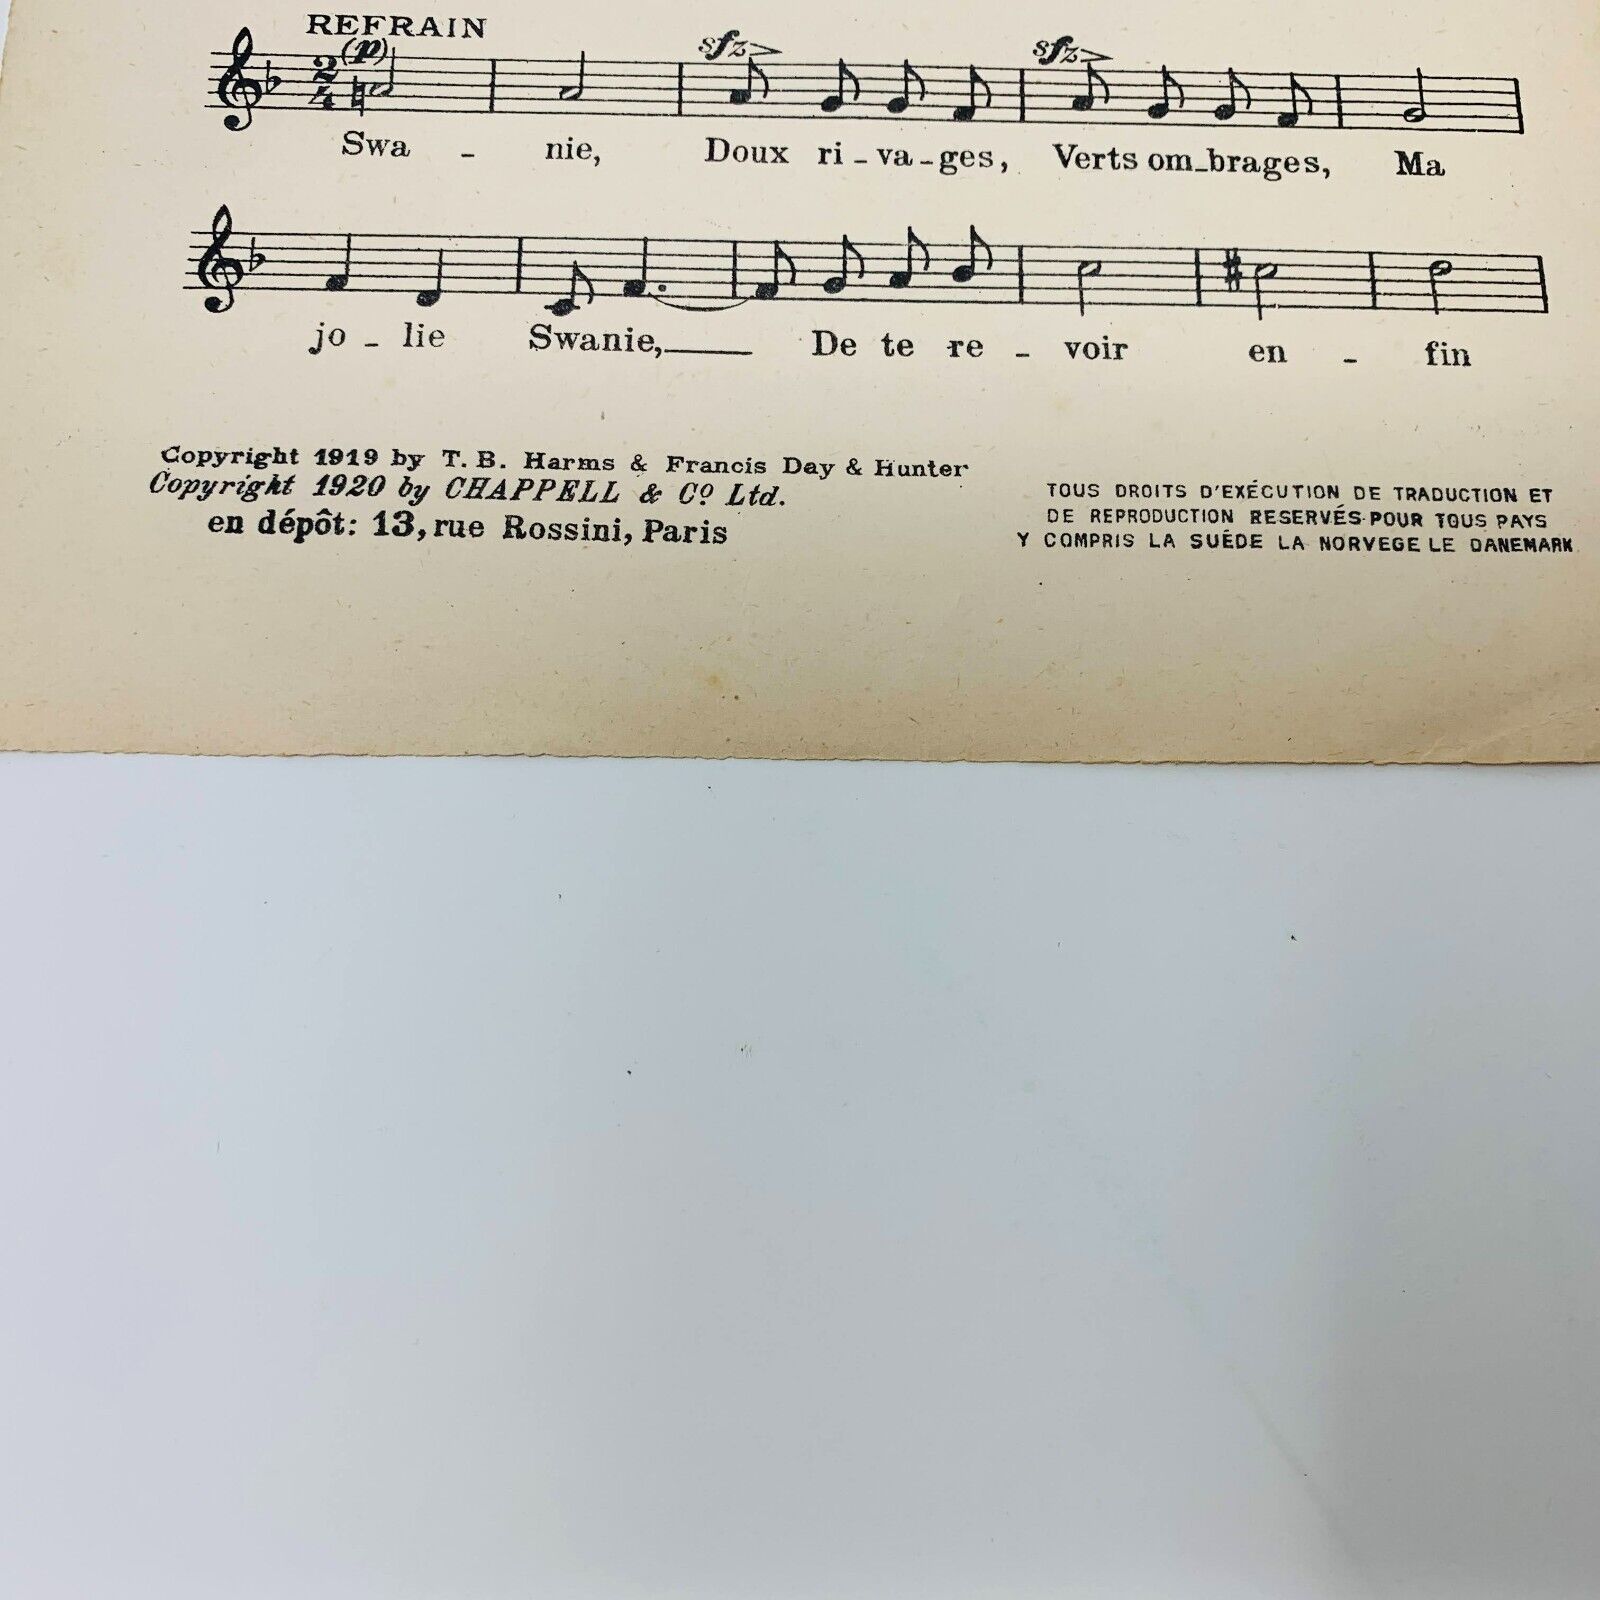 REFRAIN
(p)
sfz sfz
2 4
Swa - nie, Doux ri - va - ges, Verts om - brages, Ma
jo - lie Swanie, De te re - voir en - fin
Copyright 1919 by T. B. Harms & Francis Day & Hunter
Copyright 1920 by CHAPPELL & Cº Ltd.
en dépôt: 13, rue Rossini, Paris
TOUS DROITS D'EXÉCUTION DE TRADUCTION ET
DE REPRODUCTION RESERVÉS POUR TOUS PAYS
Y COMPRIS LA SUÉDE LA NORVEGE LE DANEMARK